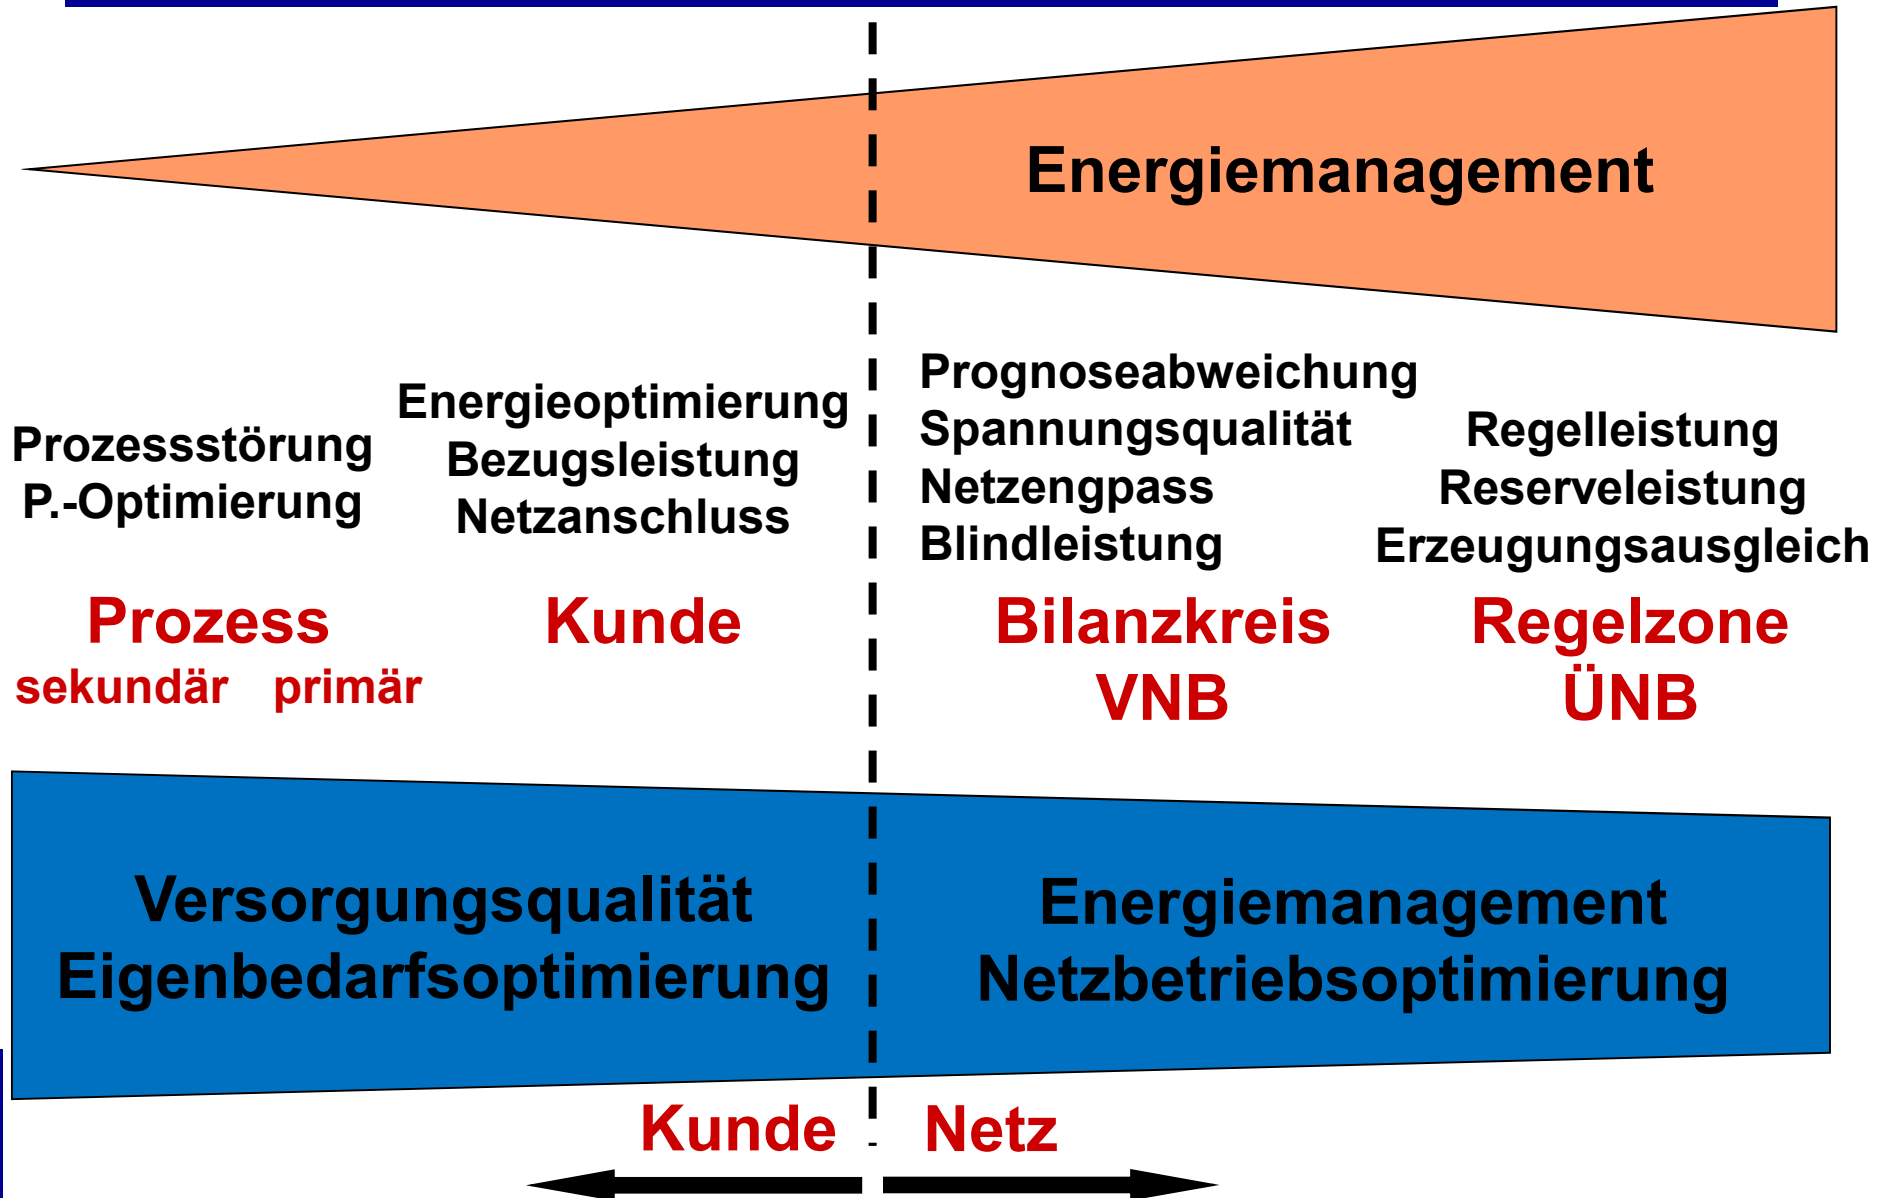 Energiemanagement
Prozessstörung
P.-Optimierung
Energieoptimierung
Bezugsleistung
Netzanschluss
Prognoseabweichung
Spannungsqualität
Netzengpass
Blindleistung
Regelleistung
Reserveleistung
Erzeugungsausgleich
Prozess
sekundär primär
Kunde
Bilanzkreis
VNB
Regelzone
ÜNB
Versorgungsqualität
Eigenbedarfsoptimierung
Energiemanagement
Netzbetriebsoptimierung
Kunde
Netz